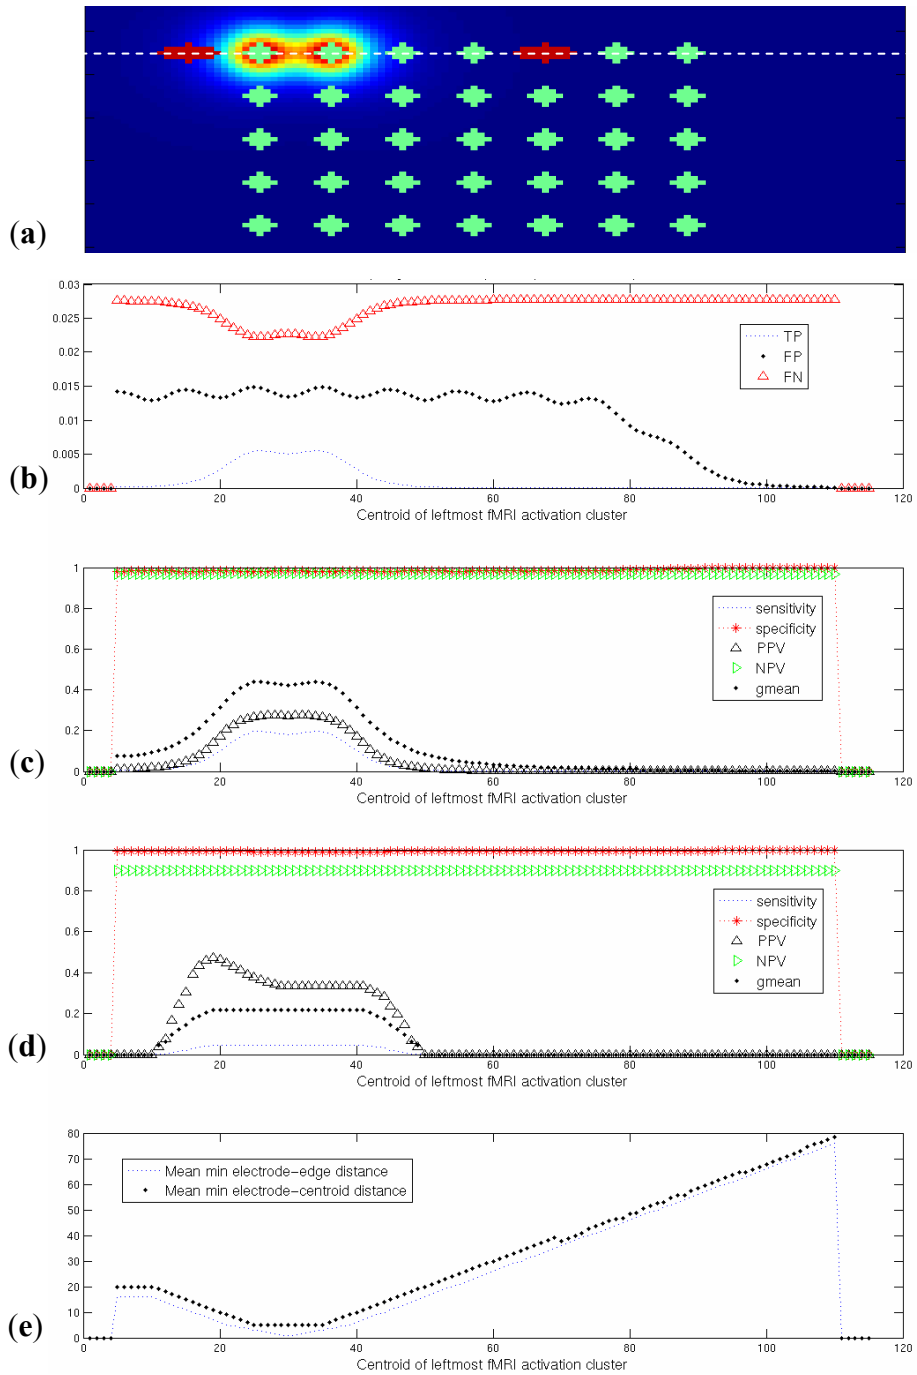 (a)
0.03
0.025
0.02
0.015
0.01
0.005
0
TP
FP
FN
0 20 40 60 80 100 120
Centroid of leftmost fMRI activation cluster
(b)
1
0.8
0.6
0.4
0.2
0
sensitivity
specificity
PPV
NPV
gmean
0 20 40 60 80 100 120
Centroid of leftmost fMRI activation cluster
(c)
1
0.8
0.6
0.4
0.2
0
sensitivity
specificity
PPV
NPV
gmean
0 20 40 60 80 100 120
Centroid of leftmost fMRI activation cluster
(d)
80
70
60
50
40
30
20
10
0
Mean min electrode-edge distance
Mean min electrode-centroid distance
0 20 40 60 80 100 120
Centroid of leftmost fMRI activation cluster
(e)